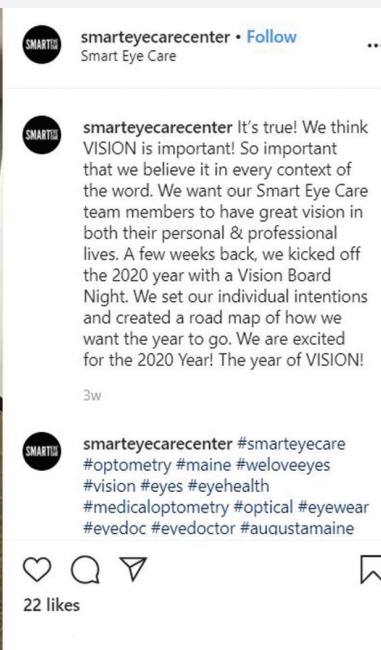 SMARTEYE
smarteyecarecenter • Follow
Smart Eye Care
SMARTEYE
smarteyecarecenter It's true! We think
VISION is important! So important
that we believe it in every context of
the word. We want our Smart Eye Care
team members to have great vision in
both their personal & professional
lives. A few weeks back, we kicked off
the 2020 year with a Vision Board
Night. We set our individual intentions
and created a road map of how we
want the year to go. We are excited
for the 2020 Year! The year of VISION!
3w
SMARTEYE
smarteyecarecenter #smarteyecare
#optometry #maine #weloveeyes
#vision #eyes #eyehealth
#medicaloptometry #optical #eyewear
#eyedoc #eyedoctor #augustamaine
22 likes